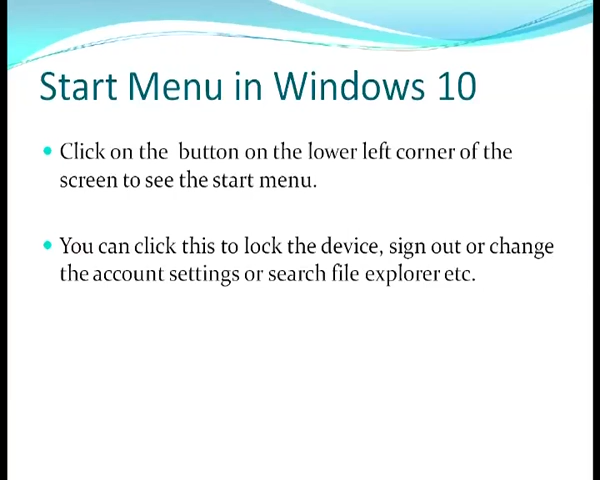 Start Menu in Windows 10
Click on the  button on the lower left corner of the
screen to see the start menu.
You can click this to lock the device, sign out or change
the account settings or search file explorer etc.